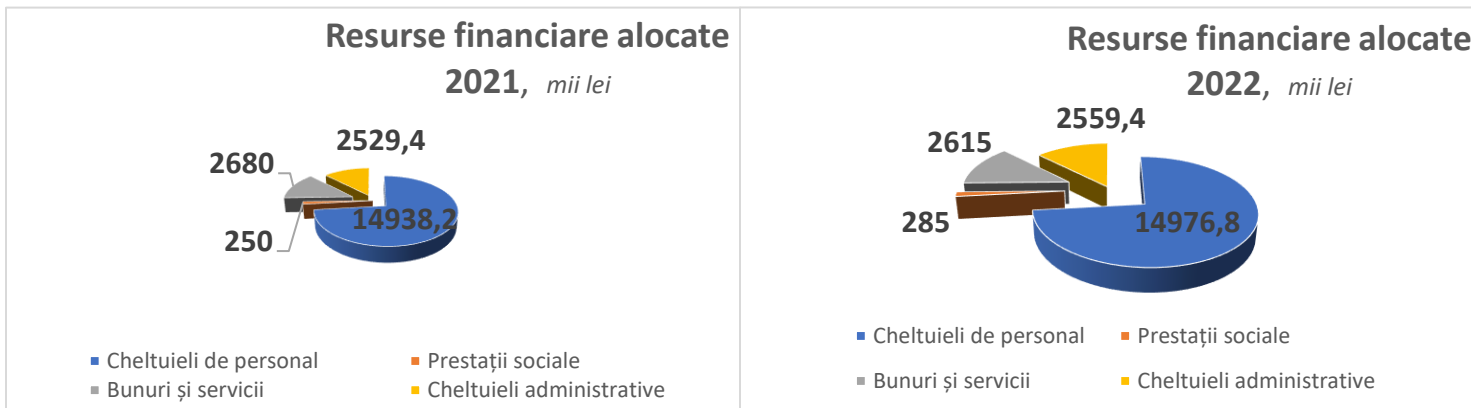 Resurse financiare alocate
2021, mii lei
2529,4
2680
14938,2
250
Cheltuieli de personal
Prestații sociale
Bunuri și servicii
Cheltuieli administrative
Resurse financiare alocate
2022, mii lei
2559,4
2615
14976,8
285
Cheltuieli de personal
Prestații sociale
Bunuri și servicii
Cheltuieli administrative